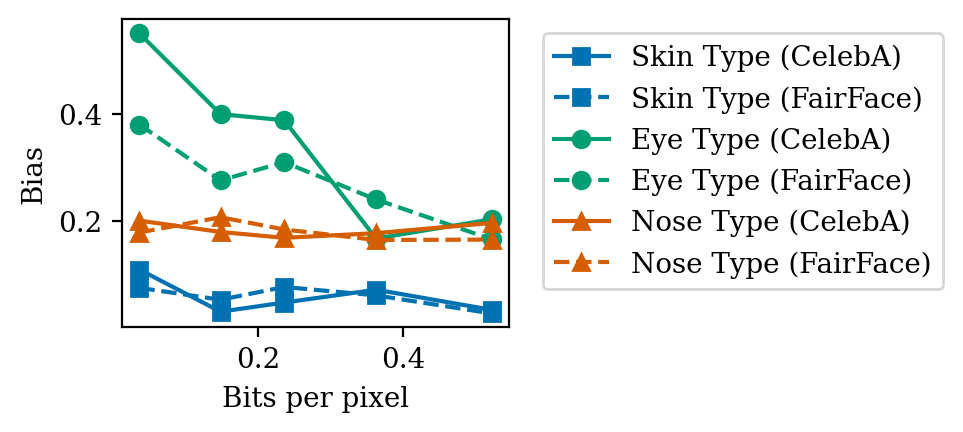 0.4
0.2
Bias
0.2 0.4
Bits per pixel
Skin Type (CelebA)
Skin Type (FairFace)
Eye Type (CelebA)
Eye Type (FairFace)
Nose Type (CelebA)
Nose Type (FairFace)